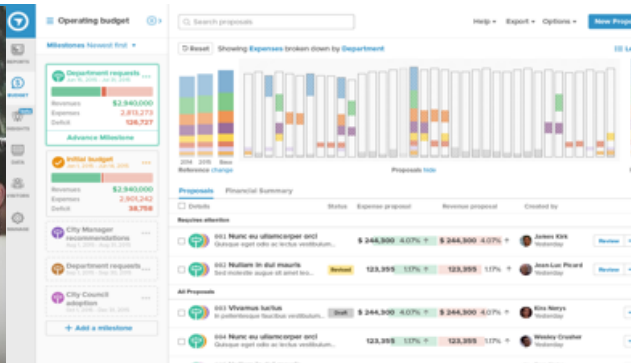 Operating budget
Search proposals
Help
Export
Options
New Propo
Milestones Newest first
Reset
Showing Expenses broken down by Department
REPORTS
BUDGET
Department requests
Revenues $2,940,000
Expenses 2,813,273
Deficit 126,727
Advance Milestone
Initial budget
Revenues $2,940,000
Expenses 2,901,242
Deficit 38,758
2014 2015 Base
Reference change
Proposals hide
Proposals
Financial Summary
Details Status Expense proposal Revenue proposal Created by
Requires attention
001 Nunc eu ullamcorper orci
Quisque eget odio ac lectus vestibulum...
$ 244,300 4.07% ↑ $ 244,300 4.07% ↑
James Kirk
Yesterday
Review
002 Nullam in dui mauris
Sed molestie augue sit amet leo...
Revised
123,355 1.17% ↑ 123,355 1.17% ↑
Jean-Luc Picard
Yesterday
Review
All Proposals
003 Vivamus luctus
In pellentesque faucibus vestibulum...
Draft
$ 244,300 4.07% ↑ $ 244,300 4.07% ↑
Kira Nerys
Yesterday
004 Nunc eu ullamcorper orci
Quisque eget odio ac lectus vestibulum...
123,355 1.17% ↑ 123,355 1.17% ↑
Wesley Crusher
Yesterday
City Manager
recommendations
Department requests
City Council
adoption
+ Add a milestone